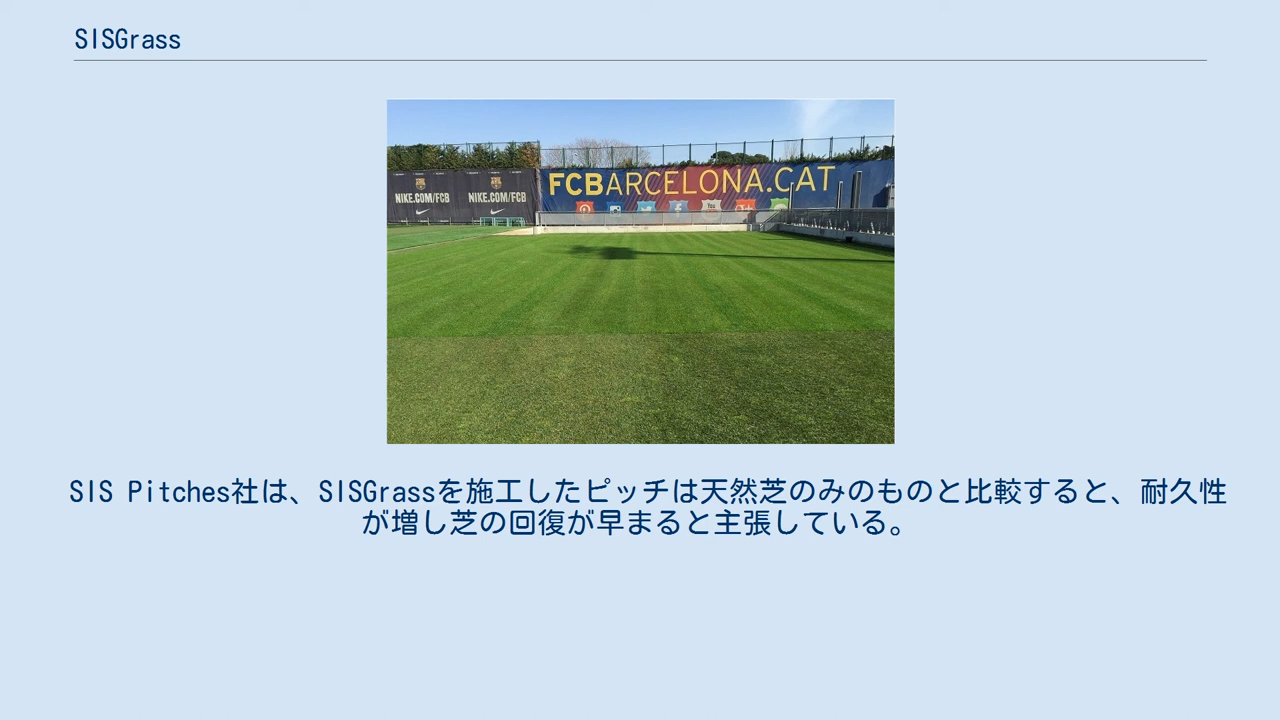 SISGrass
FCBARCELONA.CAT
NIKE.COM/FCB NIKE.COM/FCB
SIS Pitches社は、SISGrassを施工したピッチは天然芝のみのものと比較すると、耐久性
が増し芝の回復が早まると主張している。